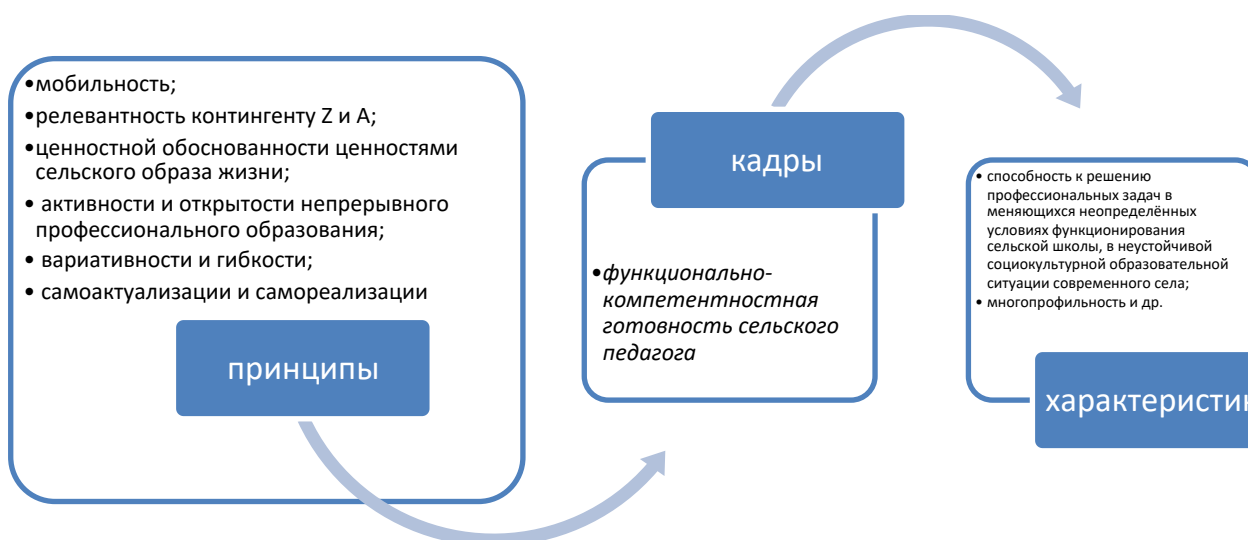 •мобильность;
•релевантность контингенту Z и A;
•ценностной обоснованности ценностями
сельского образа жизни;
• активности и открытости непрерывного
профессионального образования;
• вариативности и гибкости;
• самоактуализации и самореализации
принципы
кадры
•функционально-
компетентностная
готовность сельского
педагога
• способность к решению
профессиональных задач в
меняющихся неопределённых
условиях функционирования
сельской школы, в неустойчивой
социокультурной образовательной
ситуации современного села;
• многопрофильность и др.